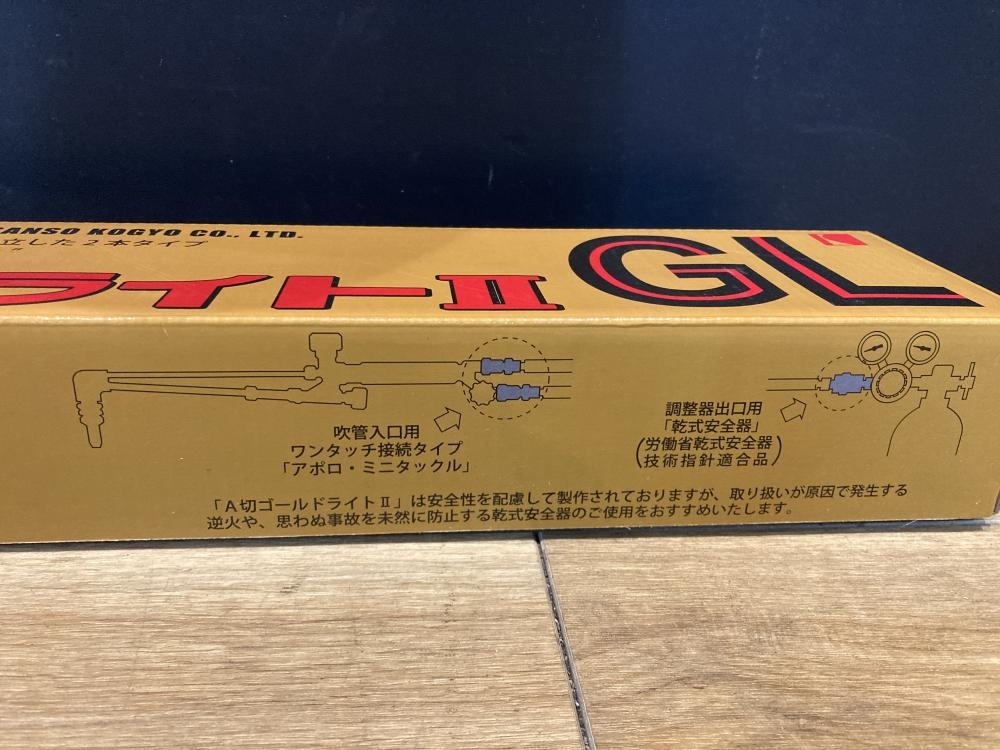 SANSO KOGYO CO., LTD.
立した2本タイプ
ライトⅡ GL
吹管入口用
ワンタッチ接続タイプ
「アポロ・ミニタックル」
調整器出口用
「乾式安全器」
(労働省乾式安全器
技術指針適合品)
「A切ゴールドライトⅡ」は安全性を配慮して製作されておりますが、取り扱いが原因で発生する
逆火や、思わぬ事故を未然に防止する乾式安全器のご使用をおすすめいたします。